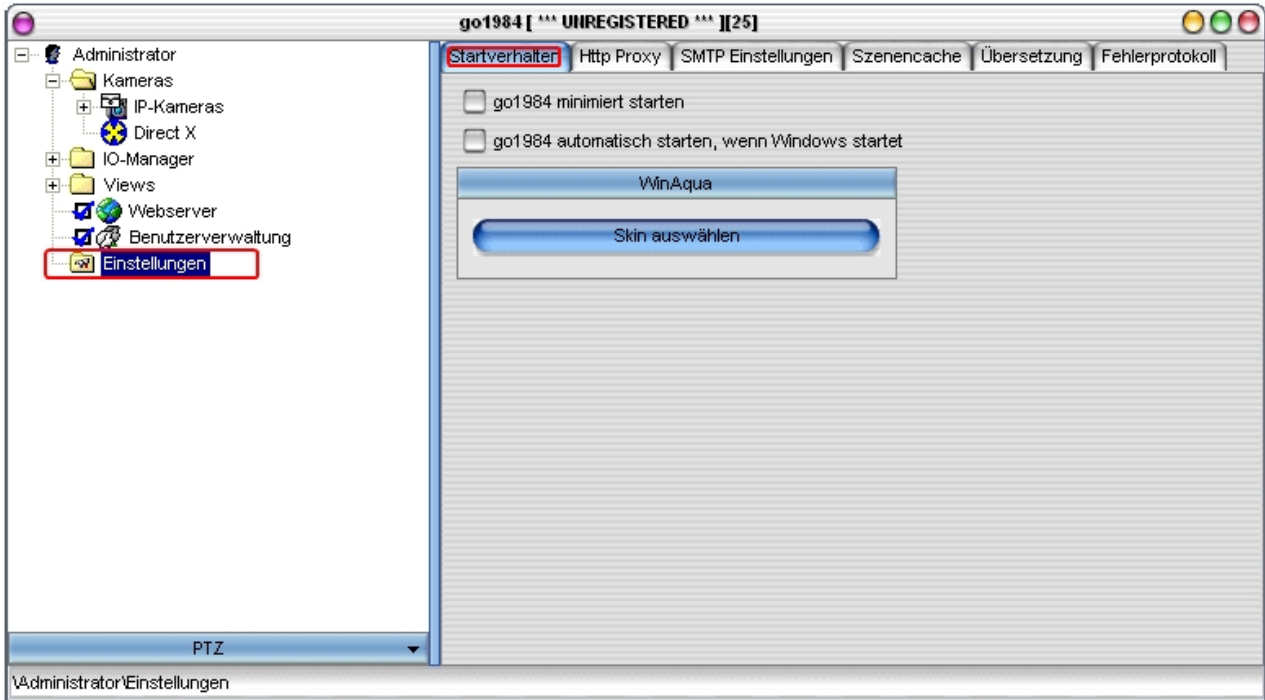 go1984 [ *** UNREGISTERED *** ][25]
Administrator
Kameras
IP-Kameras
Direct X
IO-Manager
Views
Webserver
Benutzerverwaltung
Einstellungen
PTZ
Startverhalten Http Proxy SMTP Einstellungen Szenencache Übersetzung Fehlerprotokoll
go1984 minimiert starten
go1984 automatisch starten, wenn Windows startet
WinAqua
Skin auswählen
\Administrator\Einstellungen